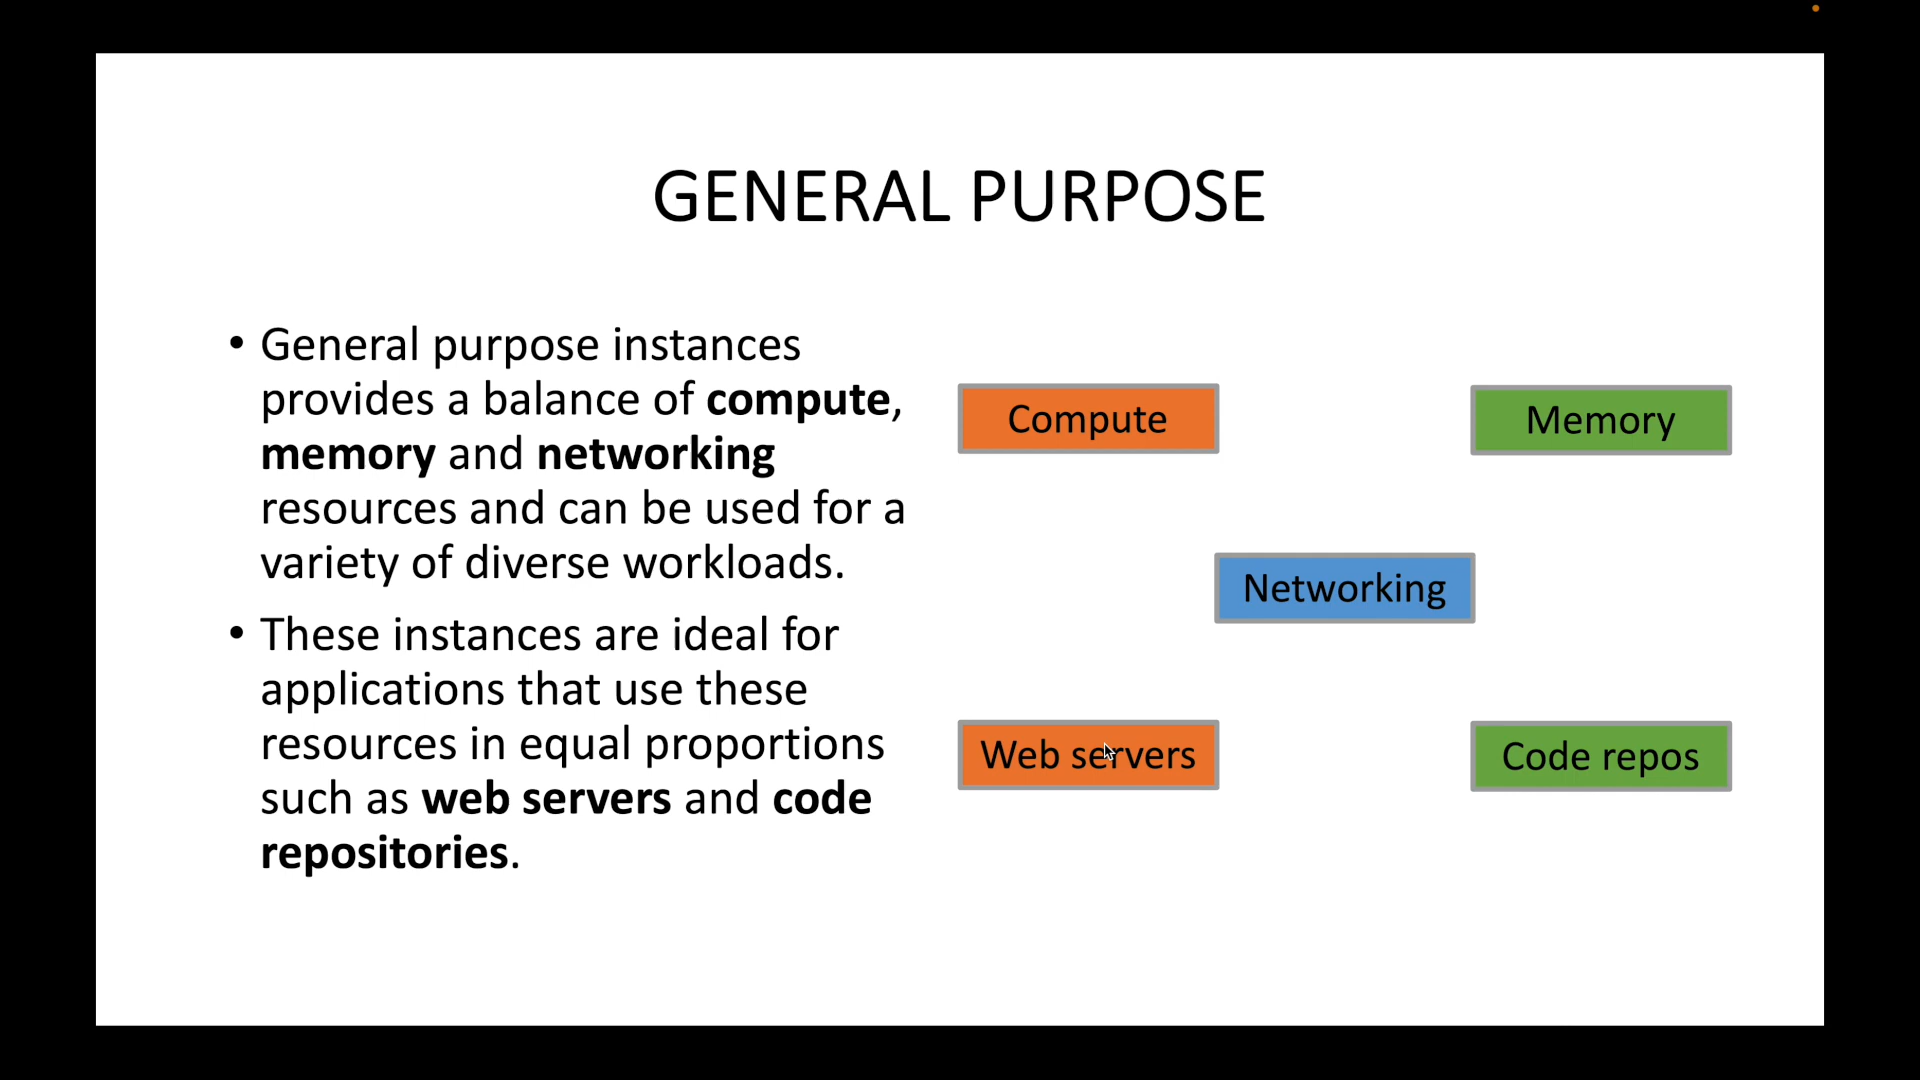 GENERAL PURPOSE
• General purpose instances
provides a balance of compute,
memory and networking
resources and can be used for a
variety of diverse workloads.
• These instances are ideal for
applications that use these
resources in equal proportions
such as web servers and code
repositories.
Compute
Memory
Networking
Web servers
Code repos